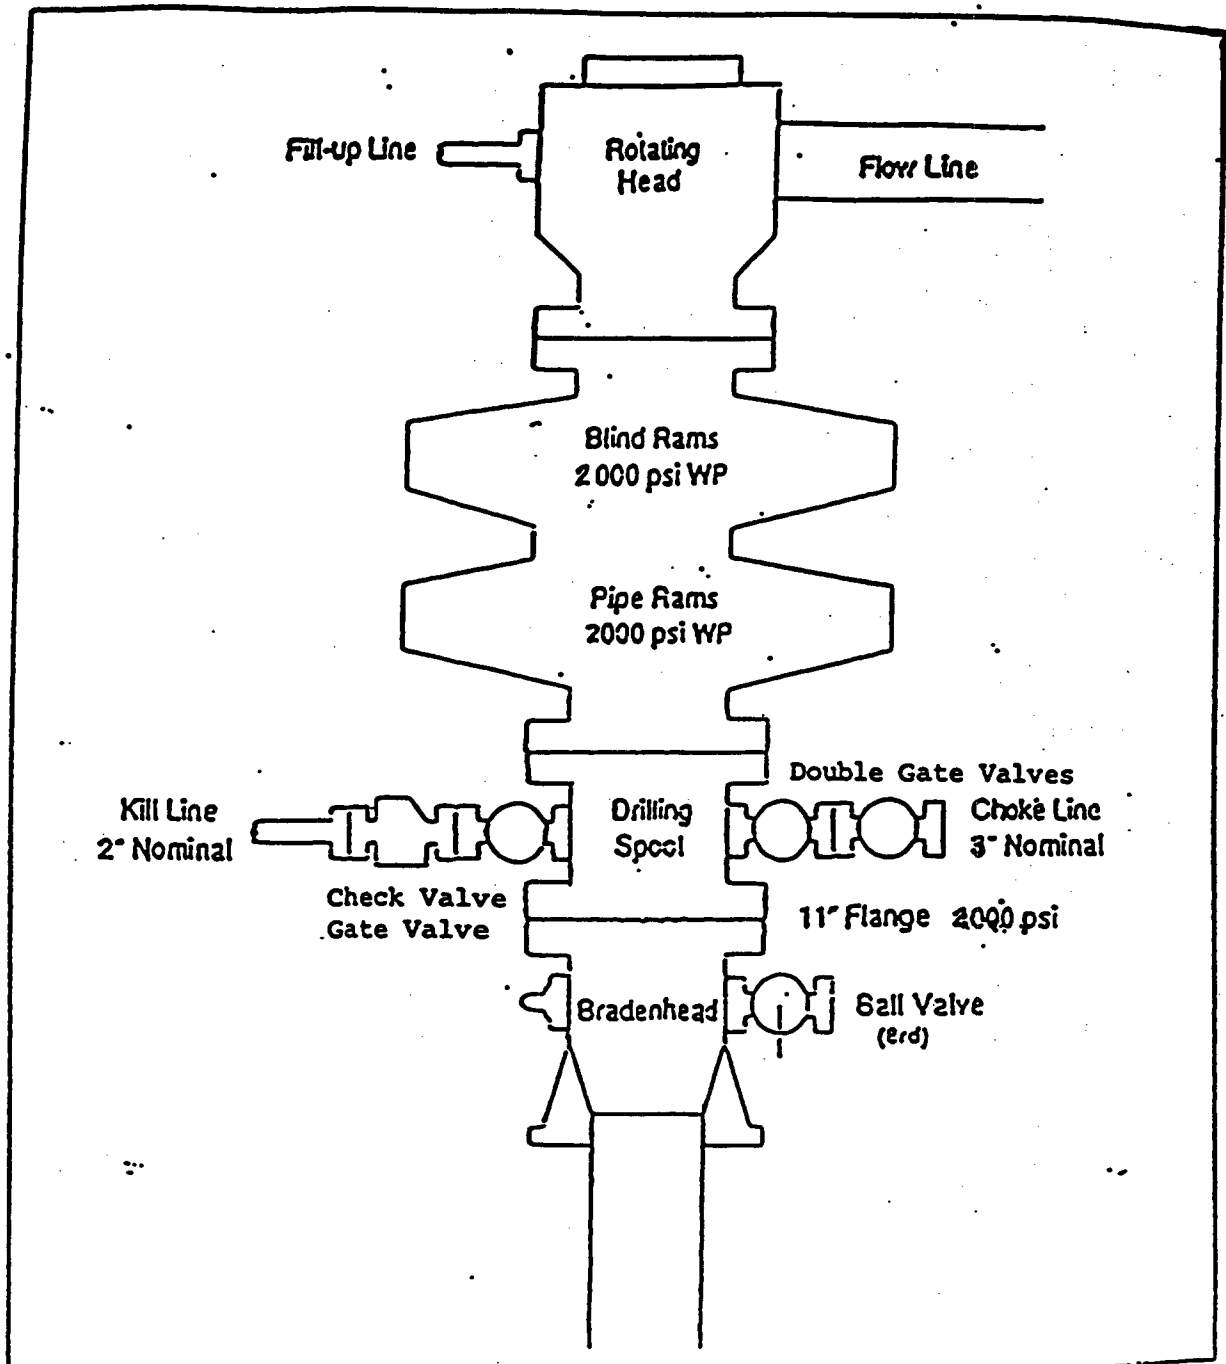 Fill-up Line
Rotating
Head
Flow Line
Blind Rams
2000 psi WP
Pipe Rams
2000 psi WP
Double Gate Valves
Kill Line
2" Nominal
Drilling
Spool
Choke Line
3" Nominal
Check Valve
Gate Valve
11" Flange 2000 psi
Bradenhead
Ball Valve